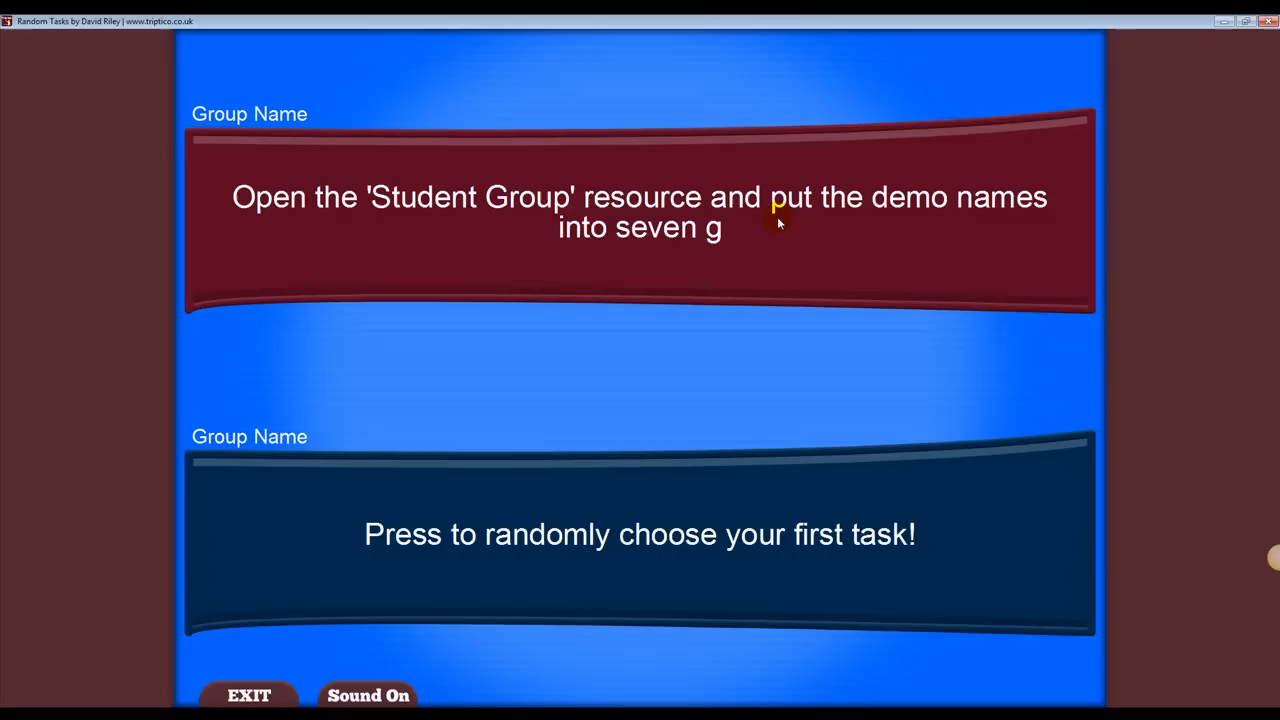 Random Tasks by David Riley | www.triptico.co.uk
Group Name
Open the 'Student Group' resource and put the demo names
into seven g
Group Name
Press to randomly choose your first task!
EXIT
Sound On